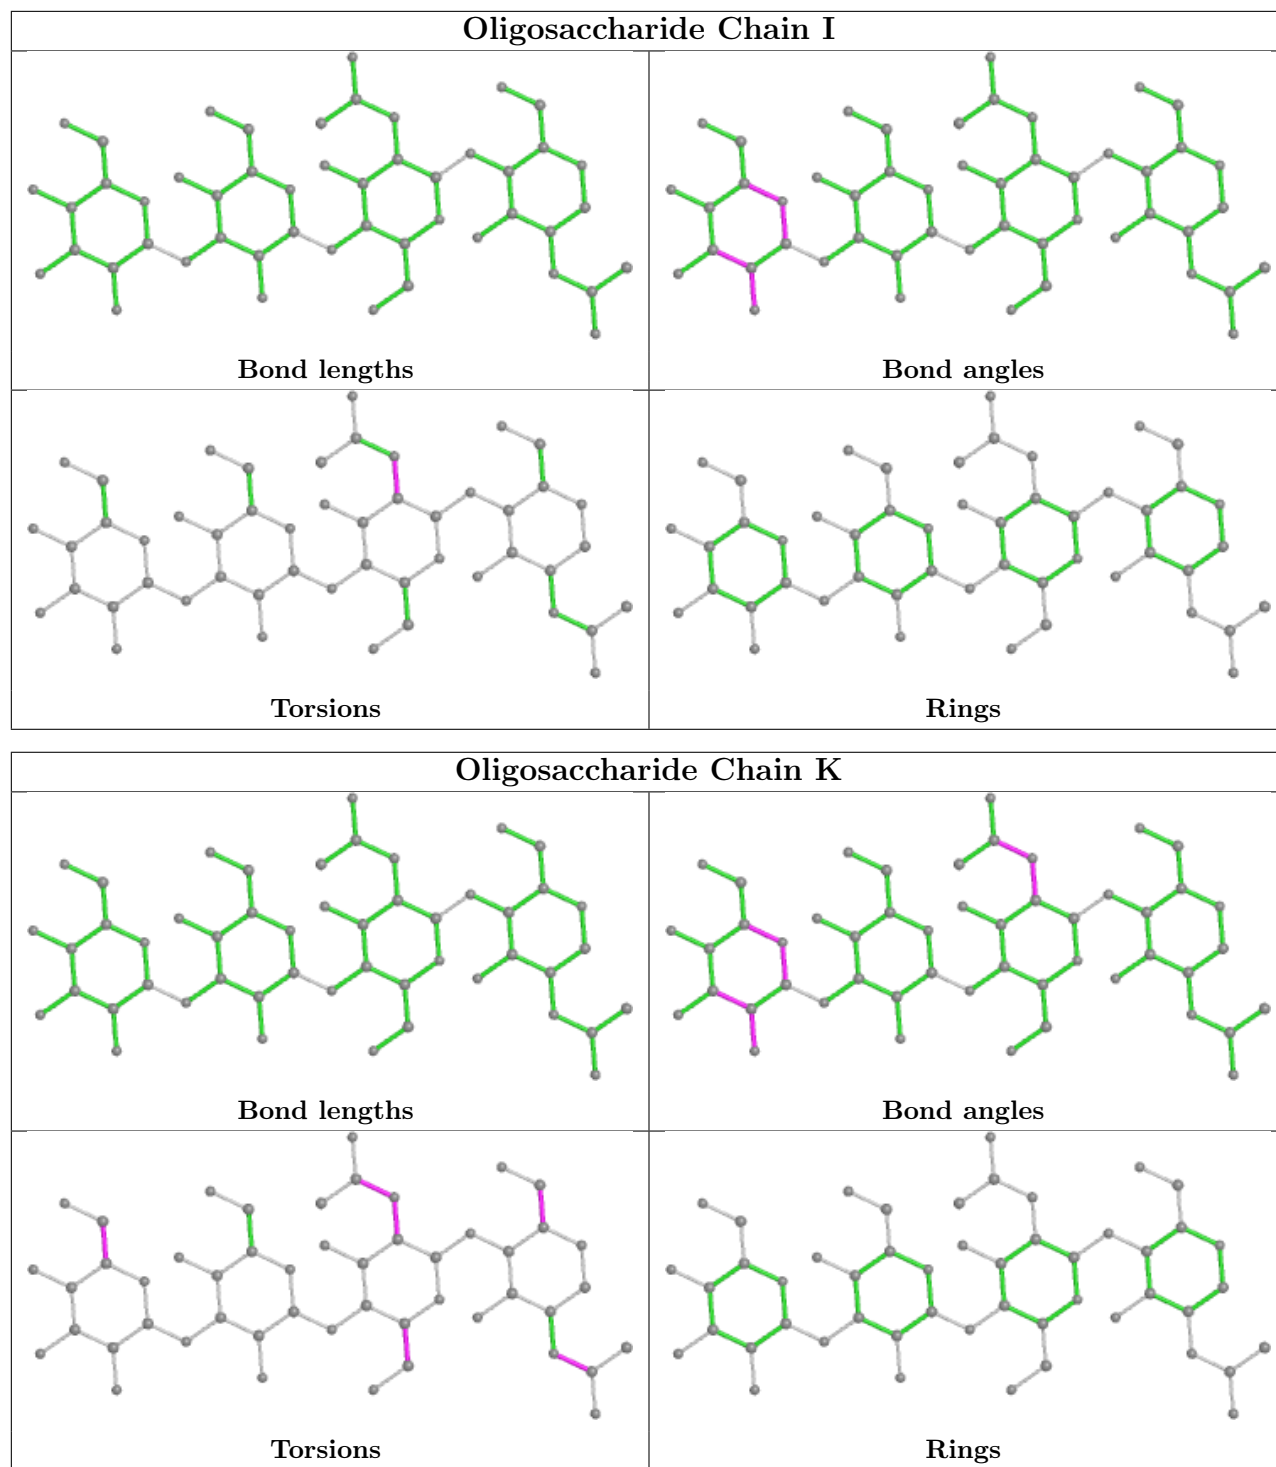 Oligosaccharide Chain I
Bond lengths
Bond angles
Torsions
Rings
Oligosaccharide Chain K
Bond lengths
Bond angles
Torsions
Rings